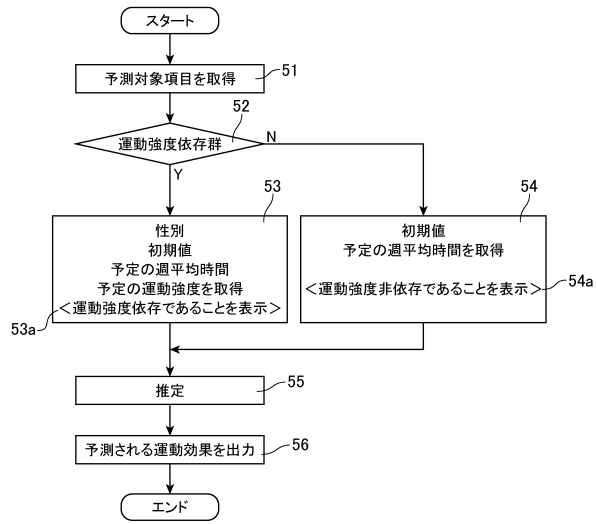 スタート
予測対象項目を取得
51
運動強度依存群
52
N
Y
53
性別
初期値
予定の週平均時間
予定の運動強度を取得
＜運動強度依存であることを表示＞
53a
54
初期値
予定の週平均時間を取得
＜運動強度非依存であることを表示＞
54a
推定
55
予測される運動効果を出力
56
エンド